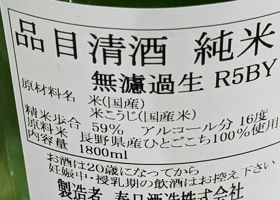 品目清酒 純米
無濾過生 R5BY
原材料名 米(国産)
米こうじ(国産米)
精米歩合 59% アルコール分 16度
原料米 長野県産ひとごこち100%使用
内容量 1800ml
お酒は20歳になってから
妊娠中・授乳期の飲酒はお控え下さい
製造者 春日酒造株式会